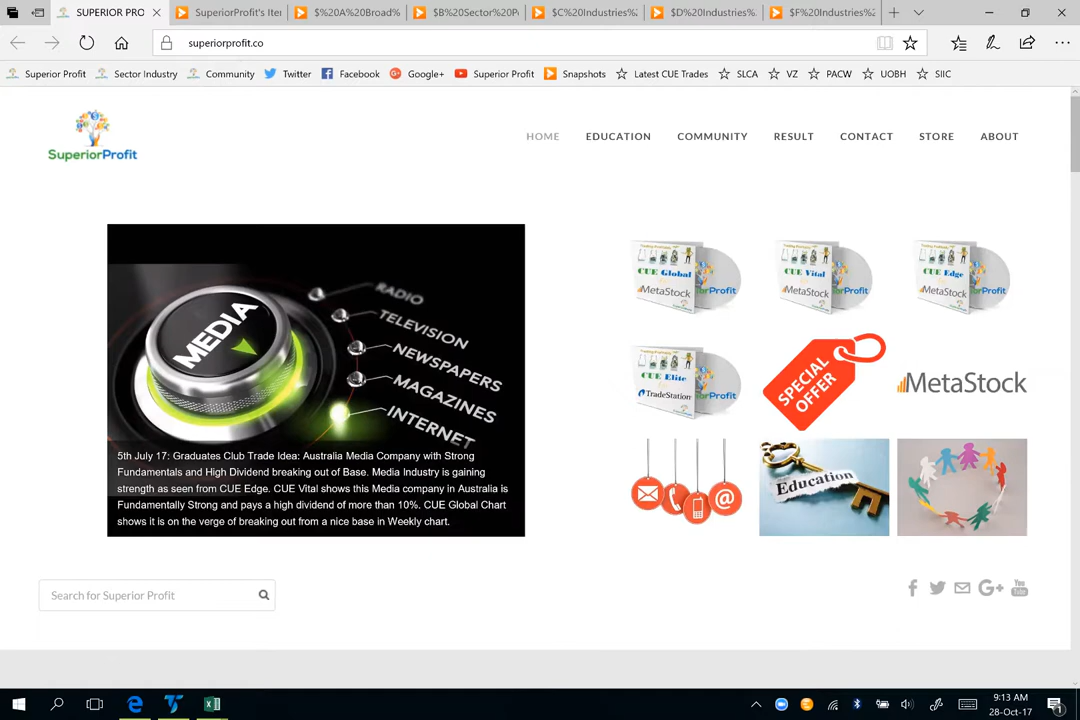 SUPERIOR PRO
SuperiorProfit's Iter
$%20A%20Broad%
$B%20Sector%20P
$C%20Industries%2
$D%20Industries%
$F%20Industries%2
superiorprofit.co
Superior Profit
Sector Industry
Community
Twitter
Facebook
Google+
Superior Profit
Snapshots
Latest CUE Trades
SLCA
VZ
PACW
UOBH
SIIC
SuperiorProfit
HOME
EDUCATION
COMMUNITY
RESULT
CONTACT
STORE
ABOUT
MEDIA
RADIO
TELEVISION
NEWSPAPERS
MAGAZINES
INTERNET
5th July 17: Graduates Club Trade Idea: Australia Media Company with Strong
Fundamentals and High Dividend breaking out of Base. Media Industry is gaining
strength as seen from CUE Edge. CUE Vital shows this Media company in Australia is
Fundamentally Strong and pays a high dividend of more than 10%. CUE Global Chart
shows it is on the verge of breaking out from a nice base in Weekly chart.
CUE Global
MetaStock
CUE Vital
MetaStock
CUE Edge
MetaStock
CUE Elite
TradeStation
SPECIAL
OFFER
MetaStock
Education
Search for Superior Profit
You
Tube
9:13 AM
28-Oct-17